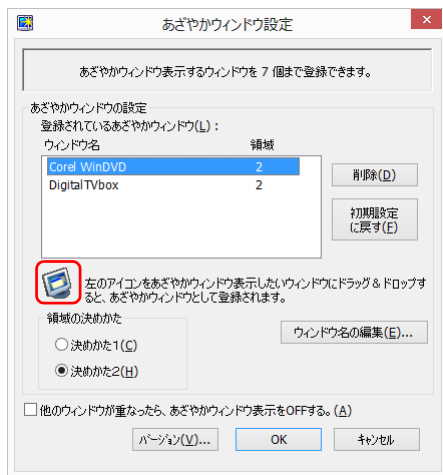 あざやかウィンドウ設定
あざやかウィンドウ表示するウィンドウを 7 個まで登録できます。
あざやかウィンドウの設定
登録されているあざやかウィンドウ(L)：
ウィンドウ名 領域
Corel WinDVD 2
DigitalTVbox 2
削除(D)
初期設定
に戻す(F)
左のアイコンをあざやかウィンドウ表示したいウィンドウにドラッグ＆ドロップす
ると、あざやかウィンドウとして登録されます。
領域の決めかた
決めかた1(C)
決めかた2(H)
ウィンドウ名の編集(E)...
他のウィンドウが重なったら、あざやかウィンドウ表示をOFFする。(A)
バージョン(V)...
OK
キャンセル